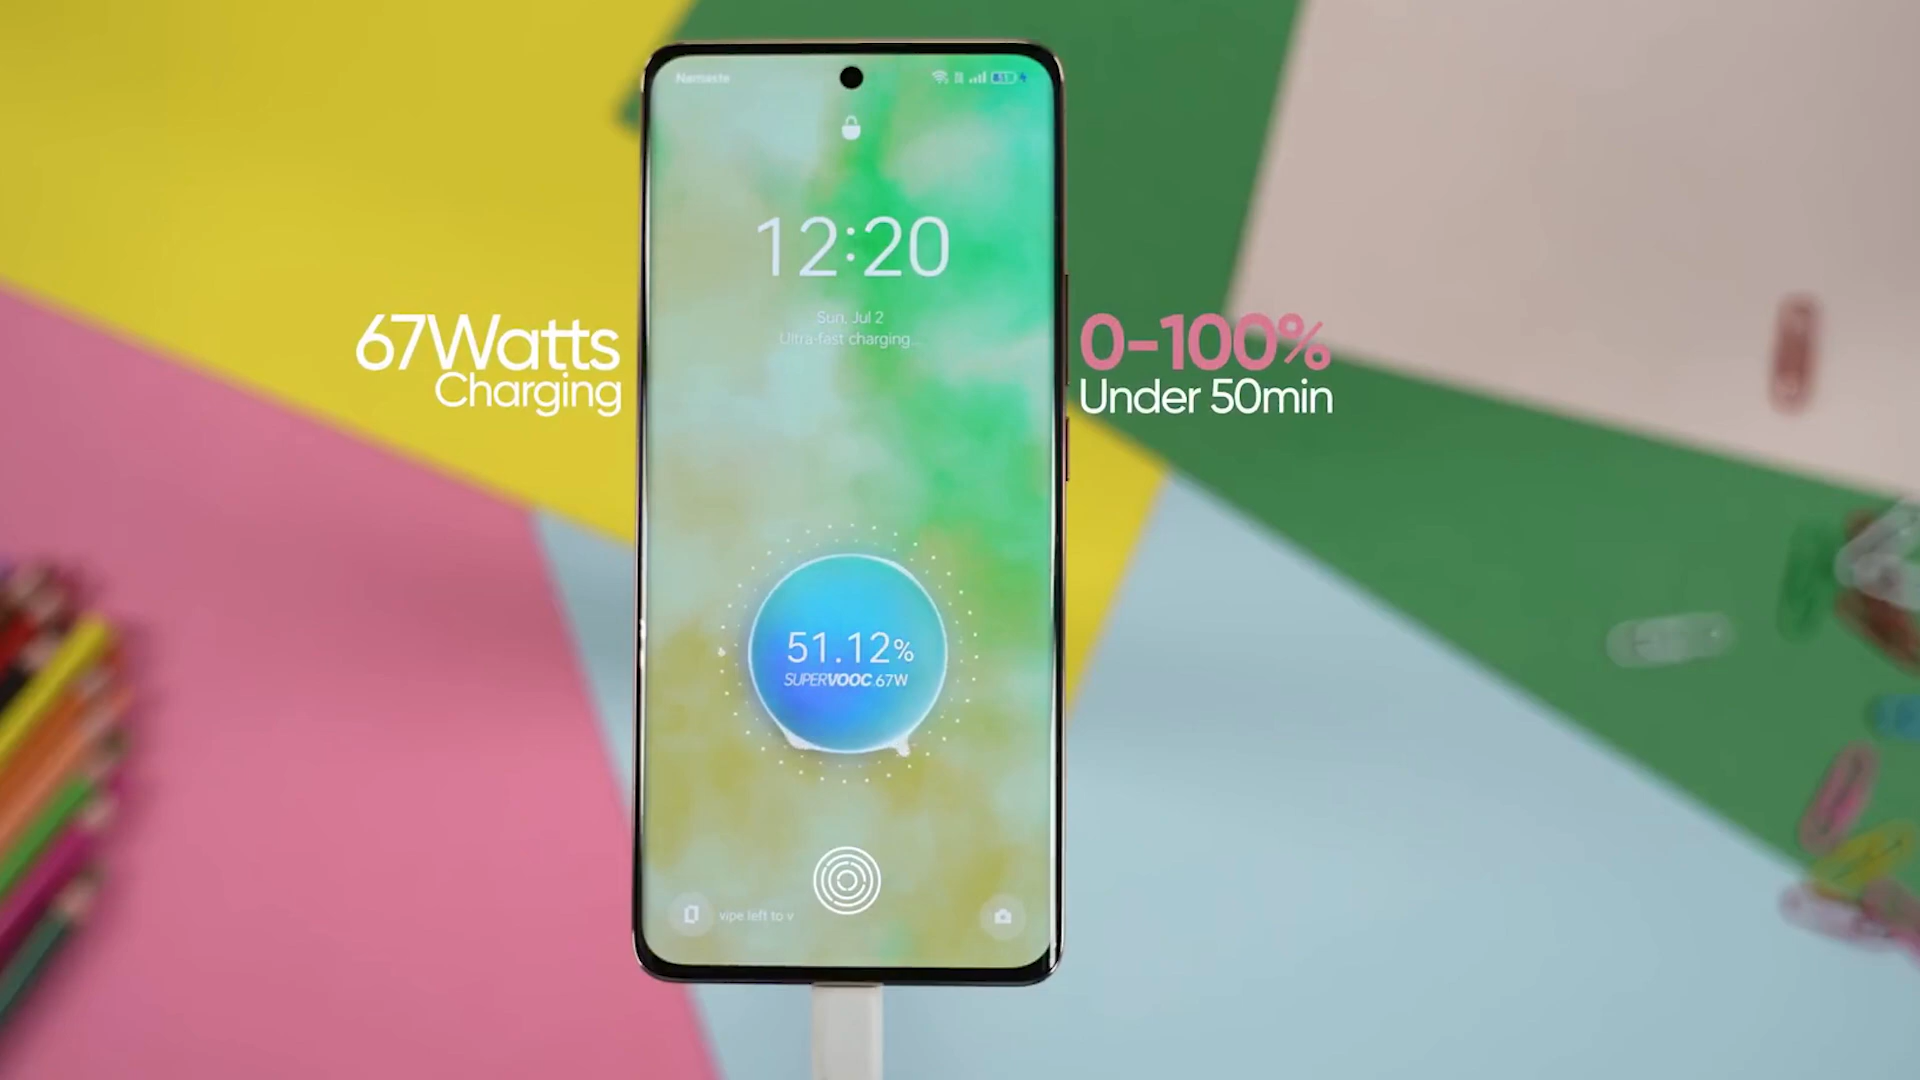 Namaste
12:20
Sun, Jul 2
Ultra-fast charging...
67Watts
Charging
0-100%
Under 50min
51.12%
SUPERVOOC 67W
vipe left to v